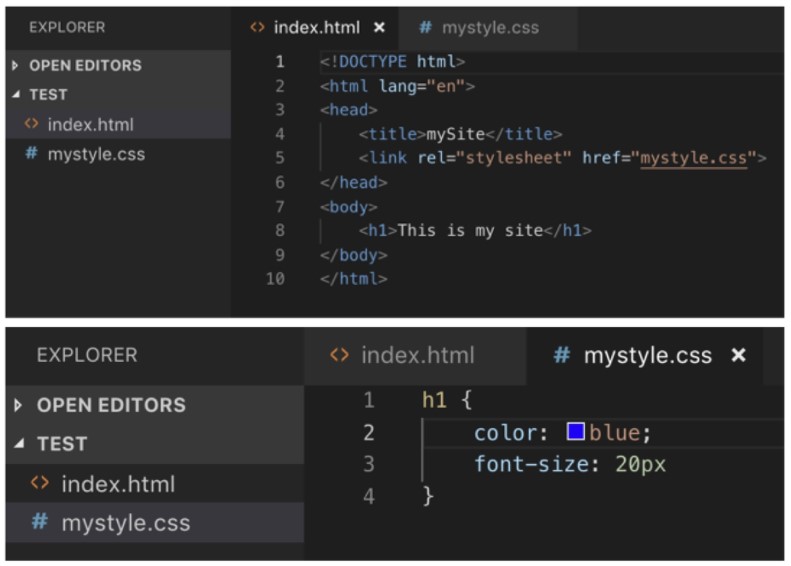 EXPLORER
OPEN EDITORS
TEST
<> index.html
# mystyle.css
<> index.html ×
# mystyle.css
1 <!DOCTYPE html>
2 <html lang="en">
3 <head>
4     <title>mySite</title>
5     <link rel="stylesheet" href="mystyle.css">
6 </head>
7 <body>
8     <h1>This is my site</h1>
9 </body>
10 </html>
EXPLORER
OPEN EDITORS
TEST
<> index.html
# mystyle.css
<> index.html
# mystyle.css ×
1 h1 {
2     color: blue;
3     font-size: 20px
4 }